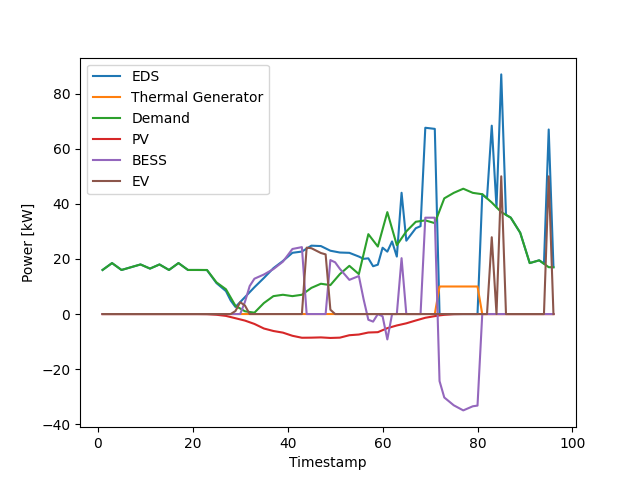 EDS
Thermal Generator
Demand
PV
BESS
EV
Power [kW]
80
60
40
20
0
−20
−40
0 20 40 60 80 100
Timestamp